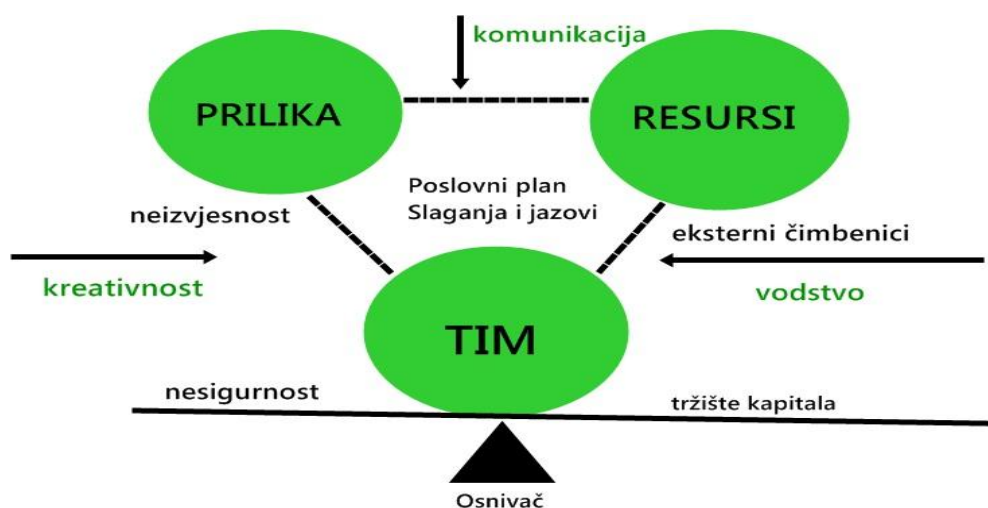 komunikacija
PRILIKA
RESURSI
Poslovni plan
Slaganja i jazovi
neizvjesnost
eksterni čimbenici
kreativnost
vodstvo
TIM
nesigurnost
tržište kapitala
Osnivač